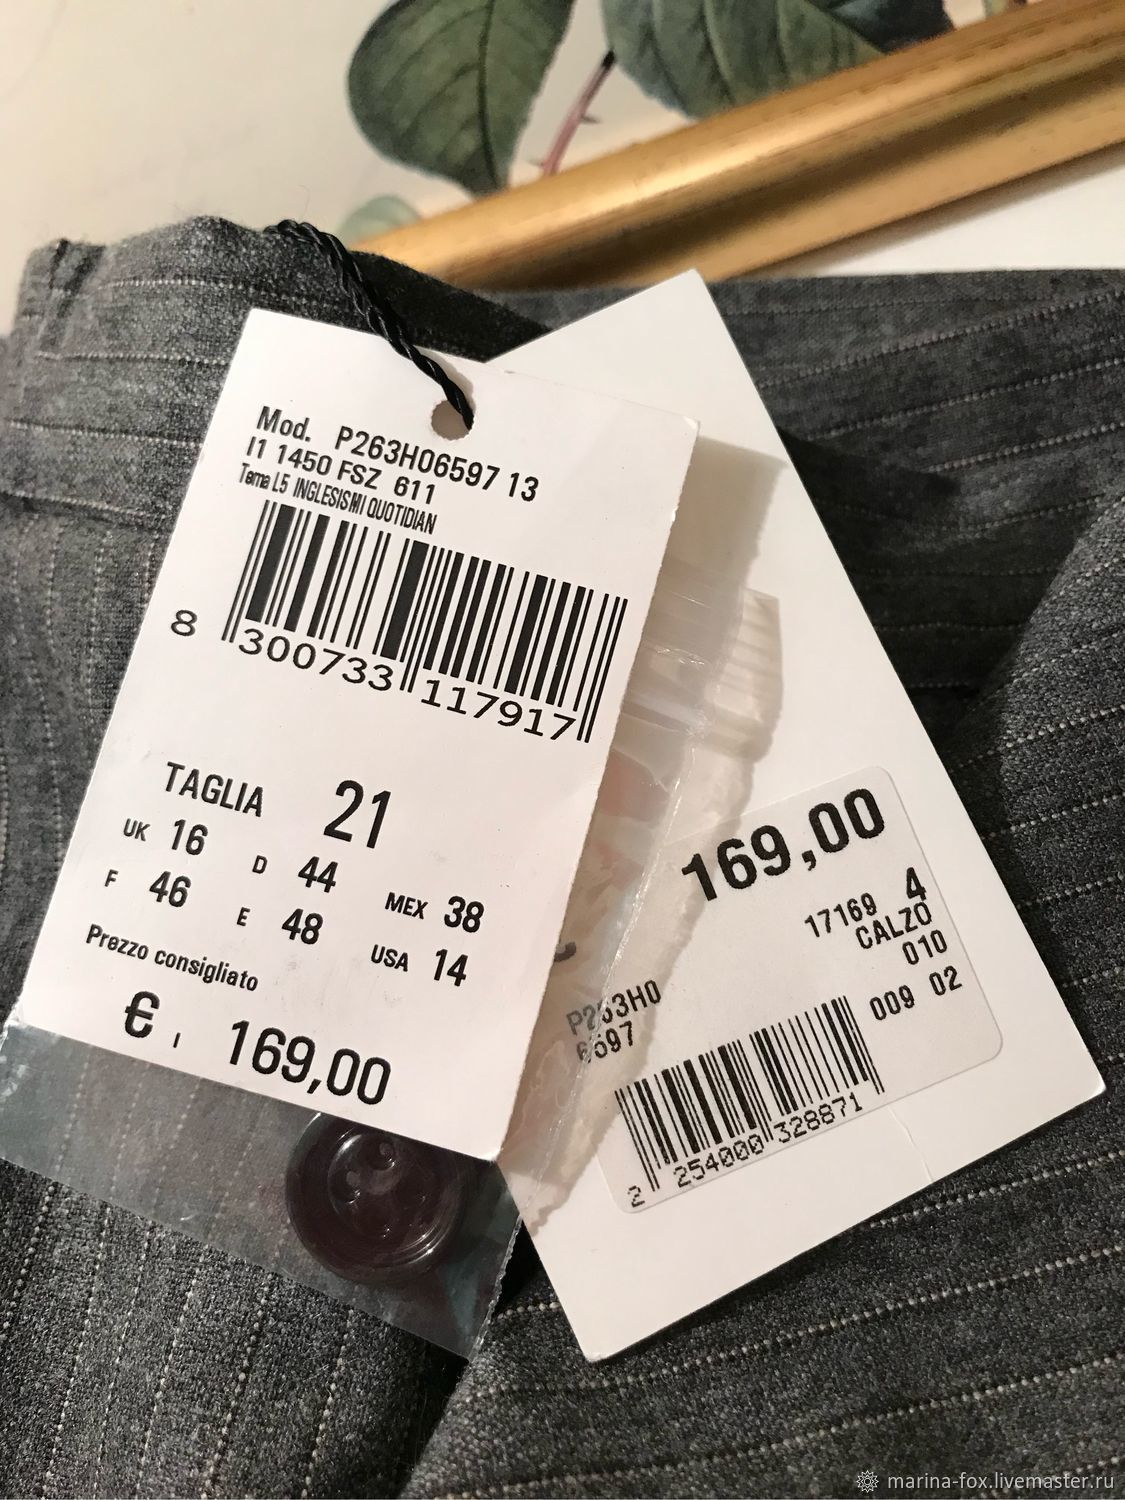 Mod. P263H06597 13
I1 1450 FSZ 611
Tema L5 INGLESISMI QUOTIDIAN
8 300733 117917
TAGLIA 21
UK 16 D 44 MEX 38
F 46 E 48 USA 14
Prezzo consigliato
€ I 169,00
169,00
17169 4
CALZO
010
009 02
P263H0
6597
2 254000 328871
marina-fox.livemaster.ru